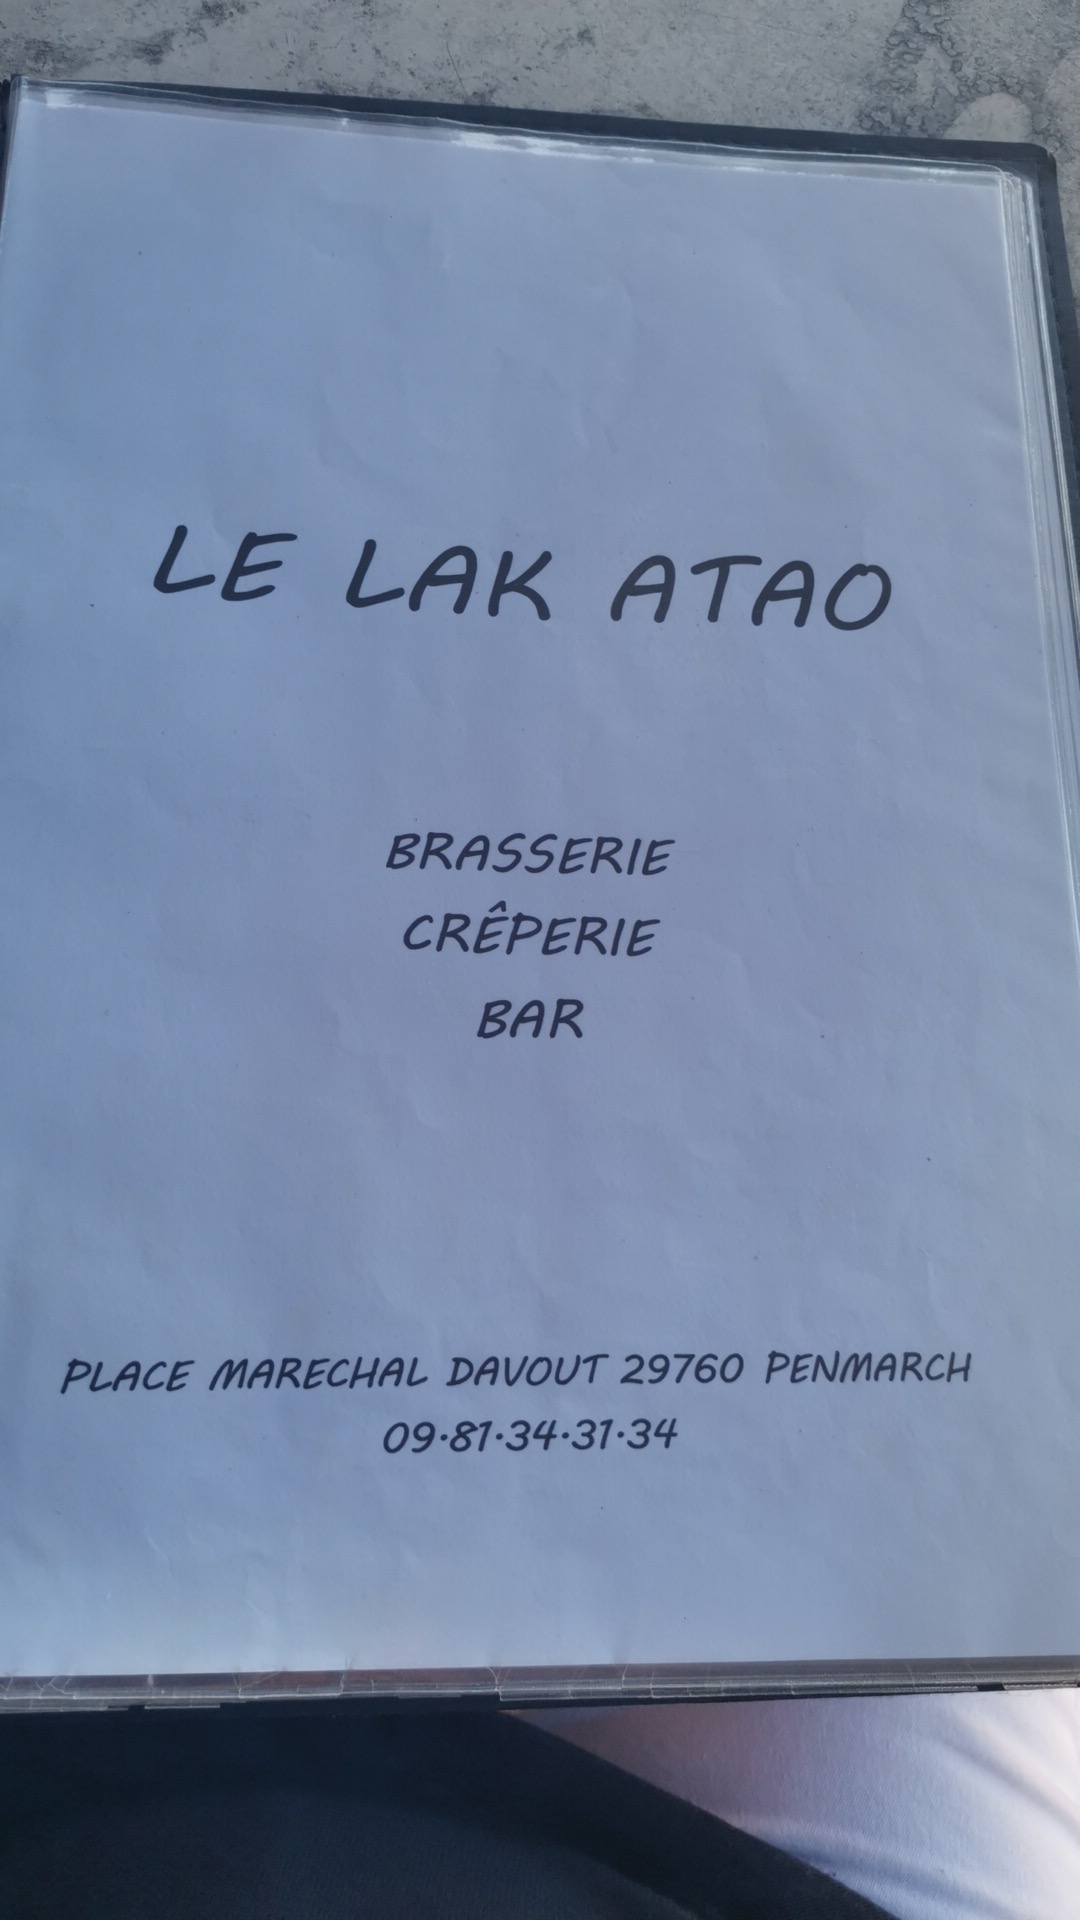 LE LAK ATAO
BRASSERIE
CRÊPERIE
BAR
PLACE MARECHAL DAVOUT 29760 PENMARCH
09.81.34.31.34